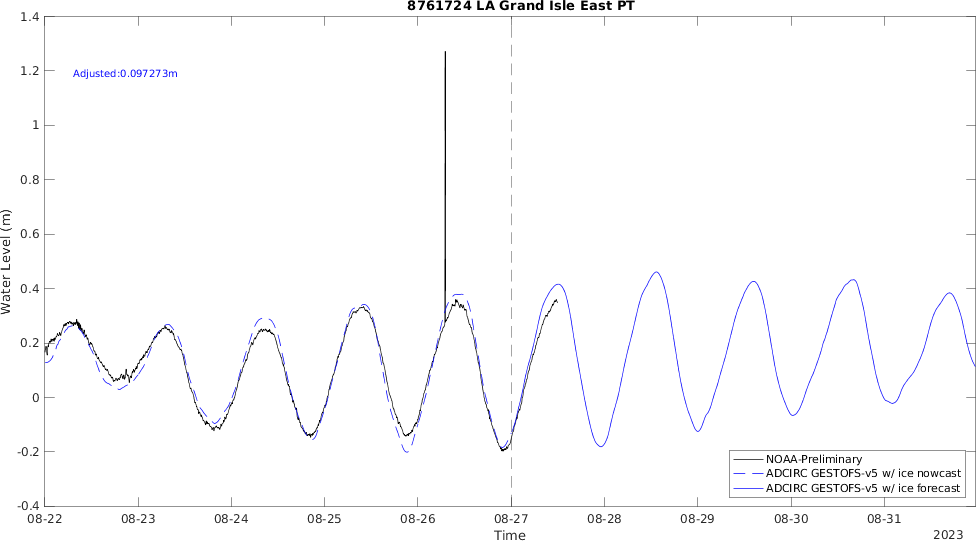 8761724 LA Grand Isle East PT
Adjusted:0.097273m
1.4
1.2
1
0.8
0.6
0.4
0.2
0
-0.2
-0.4
Water Level (m)
NOAA-Preliminary
ADCIRC GESTOFS-v5 w/ ice nowcast
ADCIRC GESTOFS-v5 w/ ice forecast
08-22 08-23 08-24 08-25 08-26 08-27 08-28 08-29 08-30 08-31
Time
2023